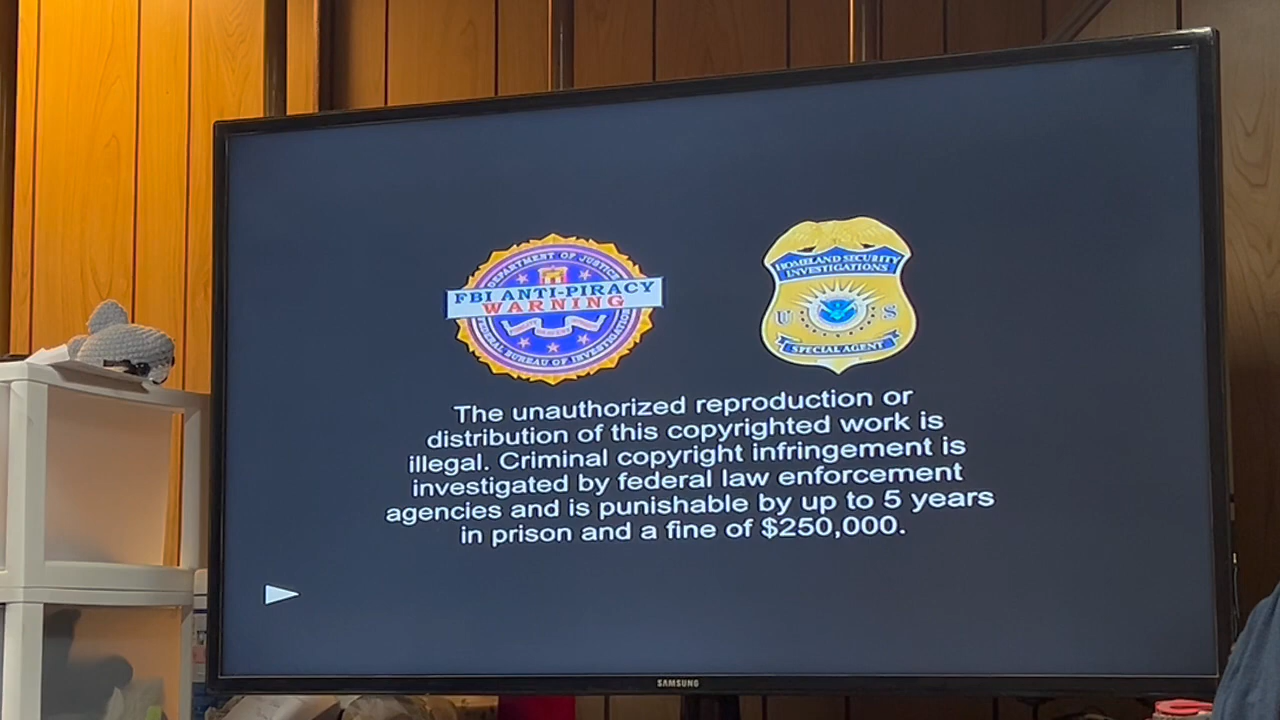 DEPARTMENT OF JUSTICE
FBI ANTI-PIRACY
WARNING
FEDERAL BUREAU OF INVESTIGATION
HOMELAND SECURITY
INVESTIGATIONS
U S
SPECIAL AGENT
The unauthorized reproduction or
distribution of this copyrighted work is
illegal. Criminal copyright infringement is
investigated by federal law enforcement
agencies and is punishable by up to 5 years
in prison and a fine of $250,000.
SAMSUNG